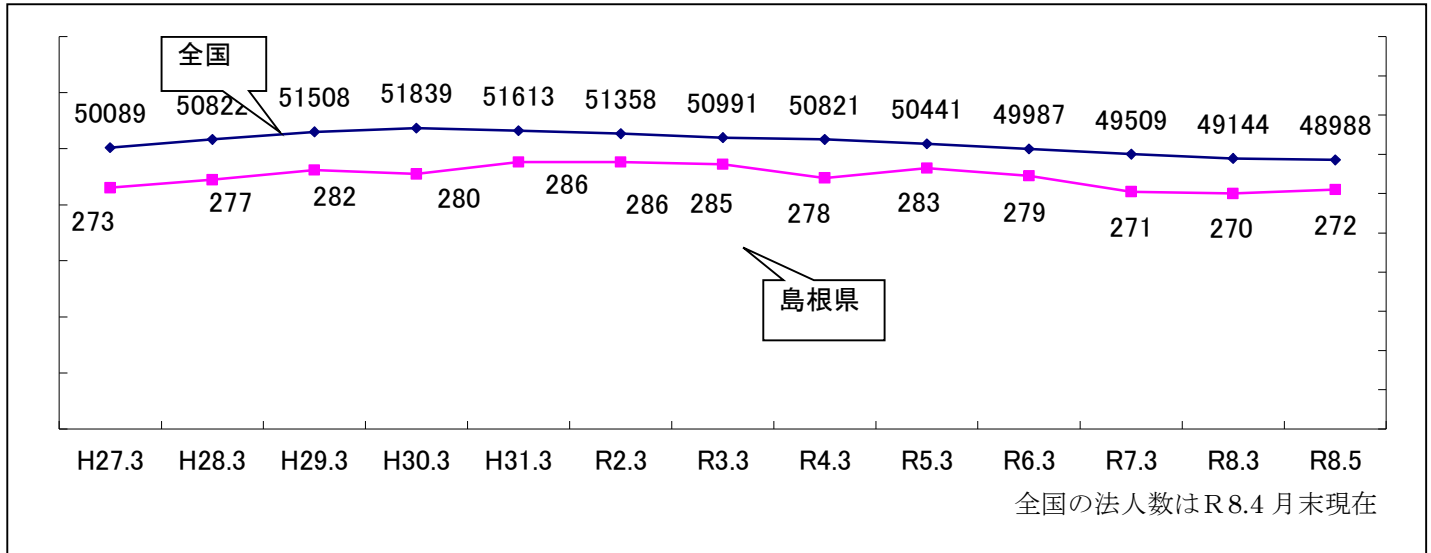 全国
50089 50822 51508 51839 51613 51358 50991 50821 50441 49987 49509 49144 48988
273 277 282 280 286 286 285 278 283 279 271 270 272
島根県
H27.3 H28.3 H29.3 H30.3 H31.3 R2.3 R3.3 R4.3 R5.3 R6.3 R7.3 R8.3 R8.5
全国の法人数はR8.4月末現在